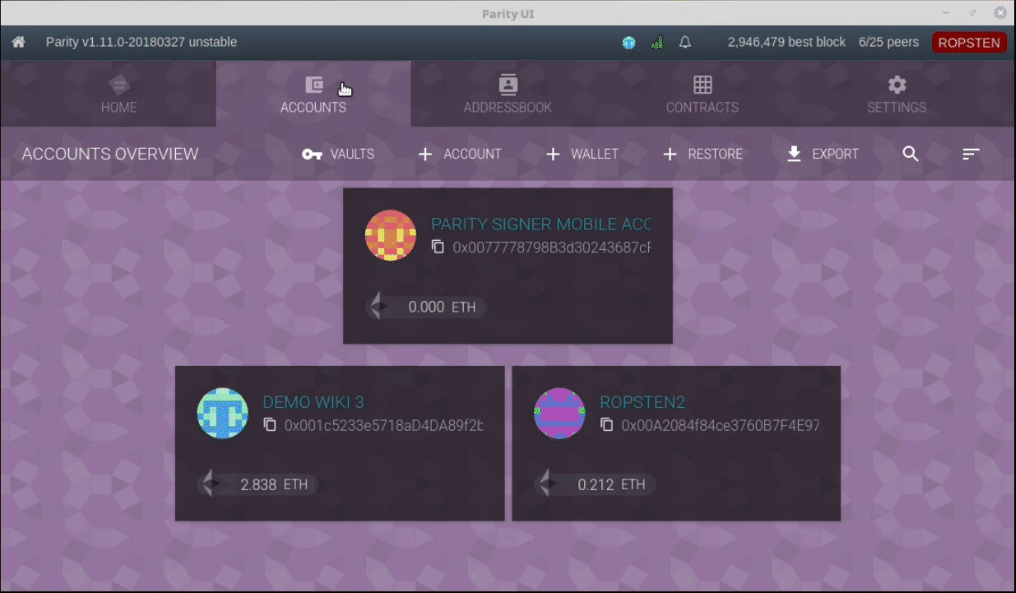 Parity UI
Parity v1.11.0-20180327 unstable
2,946,479 best block
6/25 peers
ROPSTEN
HOME
ACCOUNTS
ADDRESSBOOK
CONTRACTS
SETTINGS
ACCOUNTS OVERVIEW
VAULTS
+ ACCOUNT
+ WALLET
+ RESTORE
EXPORT
PARITY SIGNER MOBILE ACC
0x0077778798B3d30243687cF
0.000 ETH
DEMO WIKI 3
0x001c5233e5718aD4DA89f2b
2.838 ETH
ROPSTEN2
0x00A2084f84ce3760B7F4E97
0.212 ETH